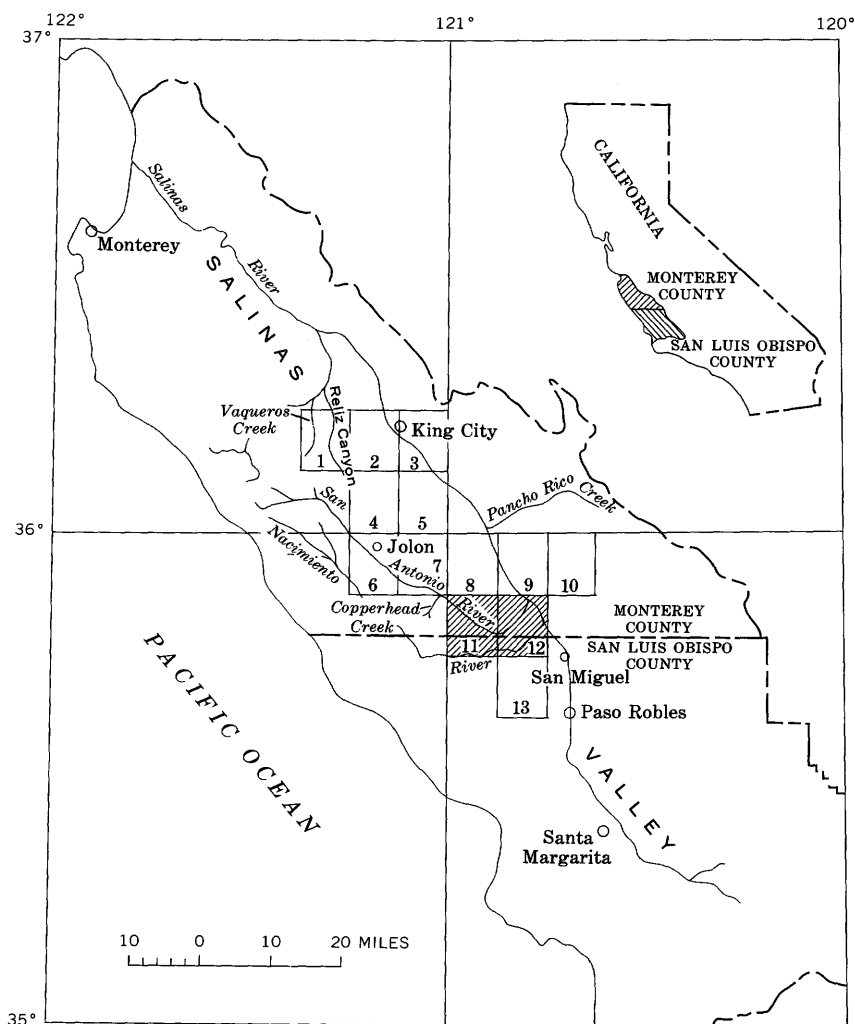 122°
121°
120°
37°
Salinas
River
Monterey
SALINAS
CALIFORNIA
MONTEREY
COUNTY
SAN LUIS OBISPO
COUNTY
Vaqueros
Creek
Reliz Canyon
King City
1
2
3
San
Pancho Rico
Creek
36°
4
5
Jolon
Nacimiento
Antonio
7
6
8
9
10
River
Copperhead
Creek
MONTEREY
COUNTY
SAN LUIS OBISPO
COUNTY
11
12
River
San Miguel
13
Paso Robles
PACIFIC OCEAN
VALLEY
Santa
Margarita
10 0 10 20 MILES
35°